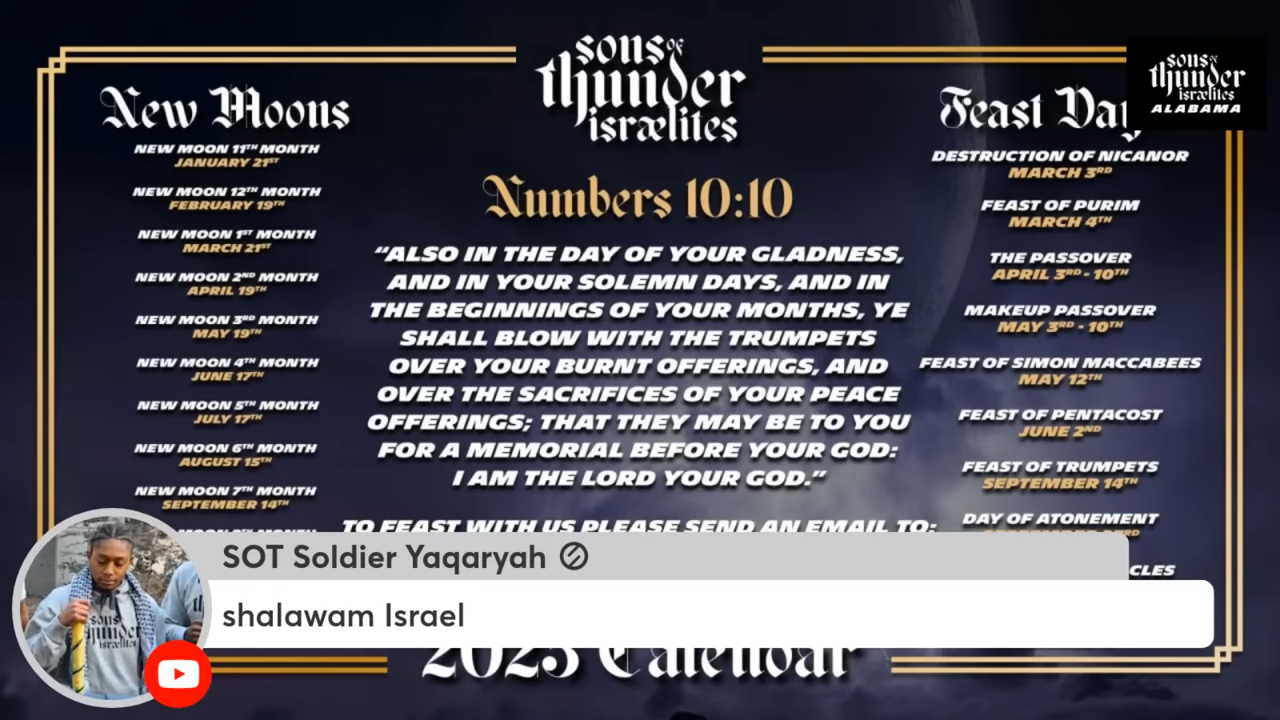 sons of
thunder
israelites
sons of
thunder
israelites
ALABAMA
New Moons
NEW MOON 11TH MONTH
JANUARY 21ST
NEW MOON 12TH MONTH
FEBRUARY 19TH
NEW MOON 1ST MONTH
MARCH 21ST
NEW MOON 2ND MONTH
APRIL 19TH
NEW MOON 3RD MONTH
MAY 19TH
NEW MOON 4TH MONTH
JUNE 17TH
NEW MOON 5TH MONTH
JULY 17TH
NEW MOON 6TH MONTH
AUGUST 15TH
NEW MOON 7TH MONTH
SEPTEMBER 14TH
Numbers 10:10
“ALSO IN THE DAY OF YOUR GLADNESS,
AND IN YOUR SOLEMN DAYS, AND IN
THE BEGINNINGS OF YOUR MONTHS, YE
SHALL BLOW WITH THE TRUMPETS
OVER YOUR BURNT OFFERINGS, AND
OVER THE SACRIFICES OF YOUR PEACE
OFFERINGS; THAT THEY MAY BE TO YOU
FOR A MEMORIAL BEFORE YOUR GOD:
I AM THE LORD YOUR GOD.”
TO FEAST WITH US PLEASE SEND AN EMAIL TO:
Feast Day
DESTRUCTION OF NICANOR
MARCH 3RD
FEAST OF PURIM
MARCH 4TH
THE PASSOVER
APRIL 3RD - 10TH
MAKEUP PASSOVER
MAY 3RD - 10TH
FEAST OF SIMON MACCABEES
MAY 12TH
FEAST OF PENTACOST
JUNE 2ND
FEAST OF TRUMPETS
SEPTEMBER 14TH
DAY OF ATONEMENT
SOT Soldier Yaqaryah
shalawam Israel
sons
thunder
israelites
2023 Calendar